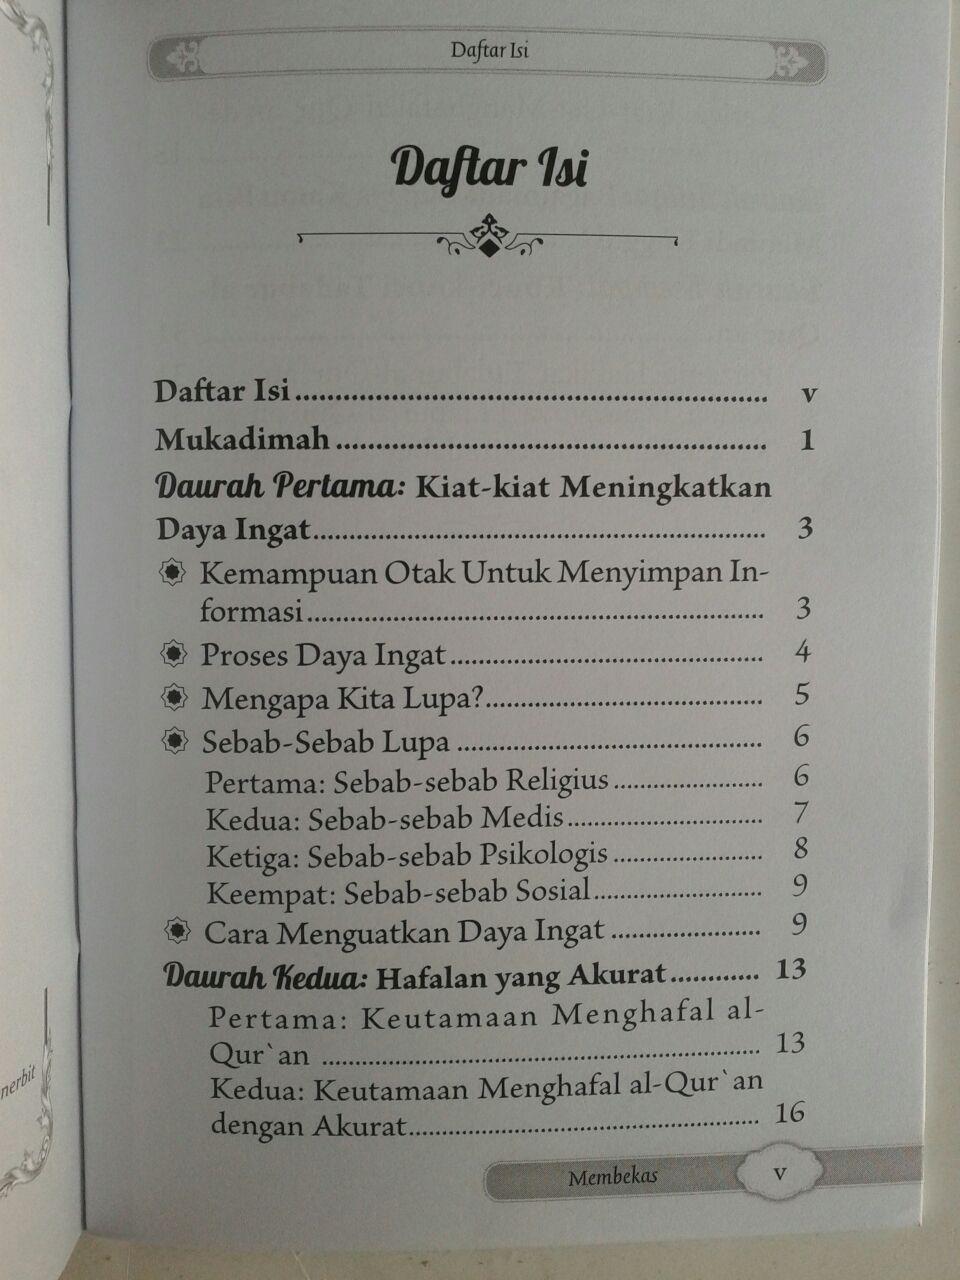 Daftar Isi
Daftar Isi
Daftar Isi ........ v
Mukadimah ........ 1
Daurah Pertama: Kiat-kiat Meningkatkan
Daya Ingat ........ 3
Kemampuan Otak Untuk Menyimpan In-
formasi ........ 3
Proses Daya Ingat ........ 4
Mengapa Kita Lupa? ........ 5
Sebab-Sebab Lupa ........ 6
Pertama: Sebab-sebab Religius ........ 6
Kedua: Sebab-sebab Medis ........ 7
Ketiga: Sebab-sebab Psikologis ........ 8
Keempat: Sebab-sebab Sosial ........ 9
Cara Menguatkan Daya Ingat ........ 9
Daurah Kedua: Hafalan yang Akurat ........ 13
Pertama: Keutamaan Menghafal al-
Qur`an ........ 13
Kedua: Keutamaan Menghafal al-Qur`an
dengan Akurat ........ 16
Membekas v
nerbit